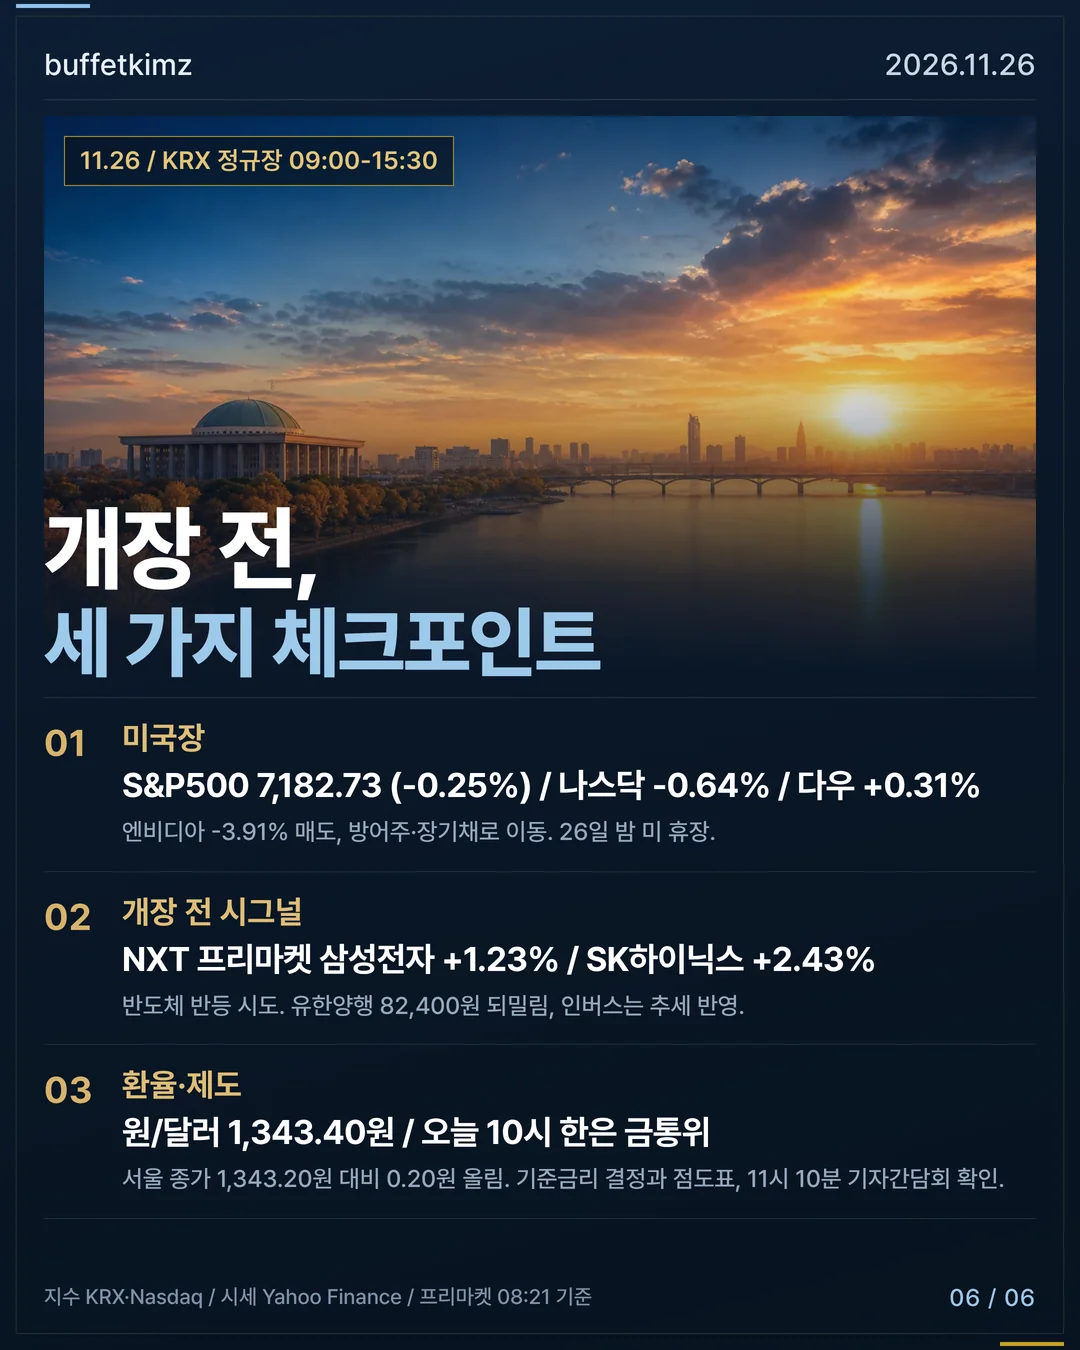 buffetkimz
2026.11.26
11.26 / KRX 정규장 09:00-15:30
개장 전,
세 가지 체크포인트
01
미국장
S&P500 7,182.73 (-0.25%) / 나스닥 -0.64% / 다우 +0.31%
엔비디아 -3.91% 매도, 방어주·장기채로 이동. 26일 밤 미 휴장.
02
개장 전 시그널
NXT 프리마켓 삼성전자 +1.23% / SK하이닉스 +2.43%
반도체 반등 시도. 유한양행 82,400원 되밀림, 인버스는 추세 반영.
03
환율·제도
원/달러 1,343.40원 / 오늘 10시 한은 금통위
서울 종가 1,343.20원 대비 0.20원 올림. 기준금리 결정과 점도표, 11시 10분 기자간담회 확인.
지수 KRX·Nasdaq / 시세 Yahoo Finance / 프리마켓 08:21 기준
06 / 06